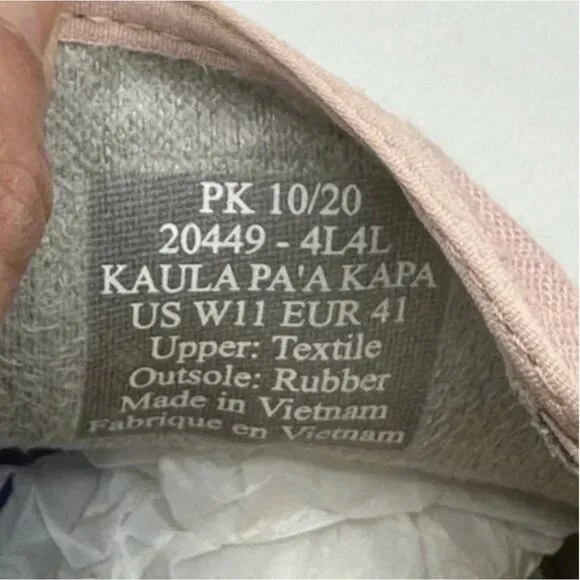 PK 10/20
20449 - 4L4L
KAULA PA'A KAPA
US W11 EUR 41
Upper: Textile
Outsole: Rubber
Made in Vietnam
Fabrique en Vietnam